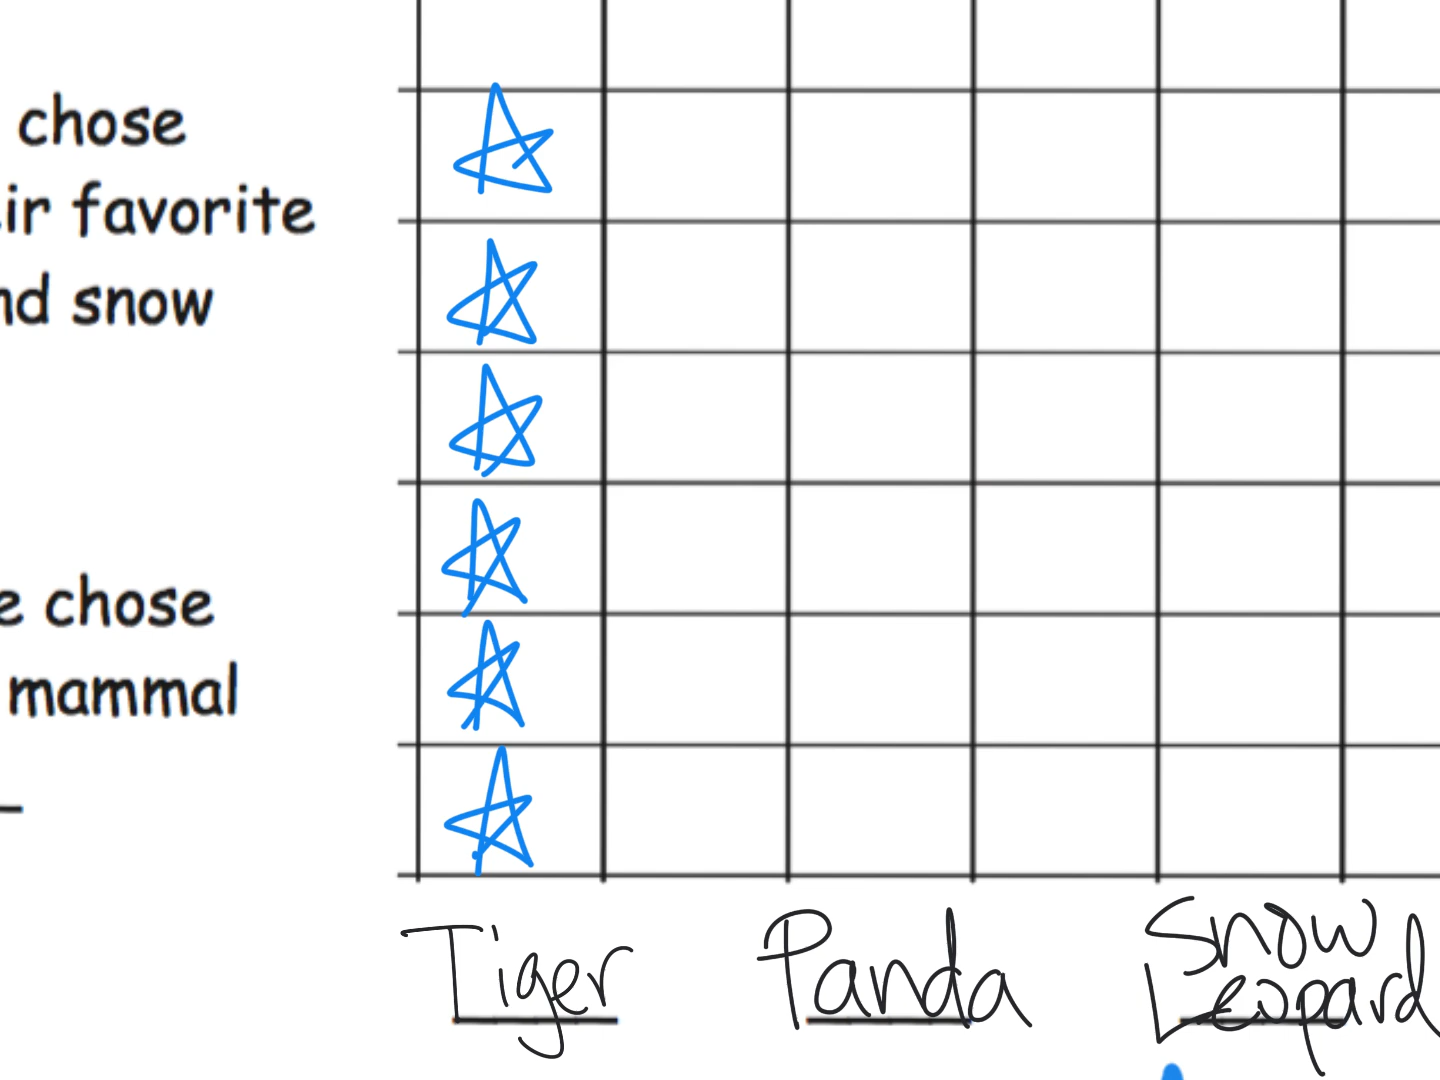 chose
ir favorite
nd snow
e chose
mammal
Tiger
Panda
Snow
Leopard